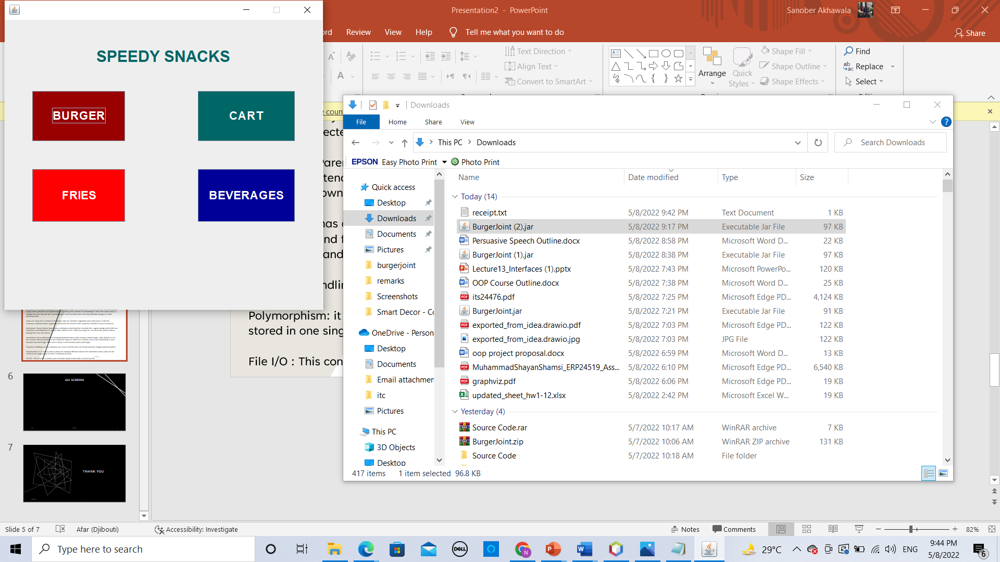 Presentation2 - PowerPoint
Sanober Akhawala
Review
View
Help
Tell me what you want to do
Share
SPEEDY SNACKS
BURGER
CART
FRIES
BEVERAGES
Text Direction
Align Text
Convert to SmartArt
Arrange
Quick
Styles
Shape Fill
Shape Outline
Shape Effects
Find
Replace
Select
Downloads
File
Home
Share
View
This PC
Downloads
Search Downloads
EPSON Easy Photo Print
Photo Print
Quick access
Desktop
Downloads
Documents
Pictures
burgerjoint
remarks
Screenshots
Smart Decor - Co
OneDrive - Person
Desktop
Documents
Email attachmen
itc
Pictures
This PC
3D Objects
Desktop
Name Date modified Type Size
Today (14)
receipt.txt 5/8/2022 9:42 PM Text Document 1 KB
BurgerJoint (2).jar 5/8/2022 9:17 PM Executable Jar File 97 KB
Persuasive Speech Outline.docx 5/8/2022 8:58 PM Microsoft Word D... 22 KB
BurgerJoint (1).jar 5/8/2022 8:38 PM Executable Jar File 97 KB
Lecture13_Interfaces (1).pptx 5/8/2022 7:43 PM Microsoft PowerPo... 120 KB
OOP Course Outline.docx 5/8/2022 7:38 PM Microsoft Word D... 25 KB
its24476.pdf 5/8/2022 7:25 PM Microsoft Edge PD... 4,124 KB
BurgerJoint.jar 5/8/2022 7:21 PM Executable Jar File 91 KB
exported_from_idea.drawio.pdf 5/8/2022 7:03 PM Microsoft Edge PD... 122 KB
exported_from_idea.drawio.jpg 5/8/2022 7:03 PM JPG File 122 KB
oop project proposal.docx 5/8/2022 6:59 PM Microsoft Word D... 13 KB
MuhammadShayanShamsi_ERP24519_Ass... 5/8/2022 6:10 PM Microsoft Edge PD... 6,540 KB
graphviz.pdf 5/8/2022 6:06 PM Microsoft Edge PD... 19 KB
updated_sheet_hw1-12.xlsx 5/8/2022 2:42 PM Microsoft Excel W... 19 KB
Yesterday (4)
Source Code.rar 5/7/2022 10:17 AM WinRAR archive 7 KB
BurgerJoint.zip 5/7/2022 10:06 AM WinRAR ZIP archive 131 KB
Source Code 5/7/2022 10:18 AM File folder
417 items 1 item selected 96.8 KB
Polymorphism: it
stored in one sing
File I/O : This con
6
GUI SCREENS
7
THANK YOU
Slide 5 of 7
Afar (Djibouti)
Accessibility: Investigate
Notes
Comments
82%
Type here to search
DELL
29°C
ENG
9:44 PM
5/8/2022
6